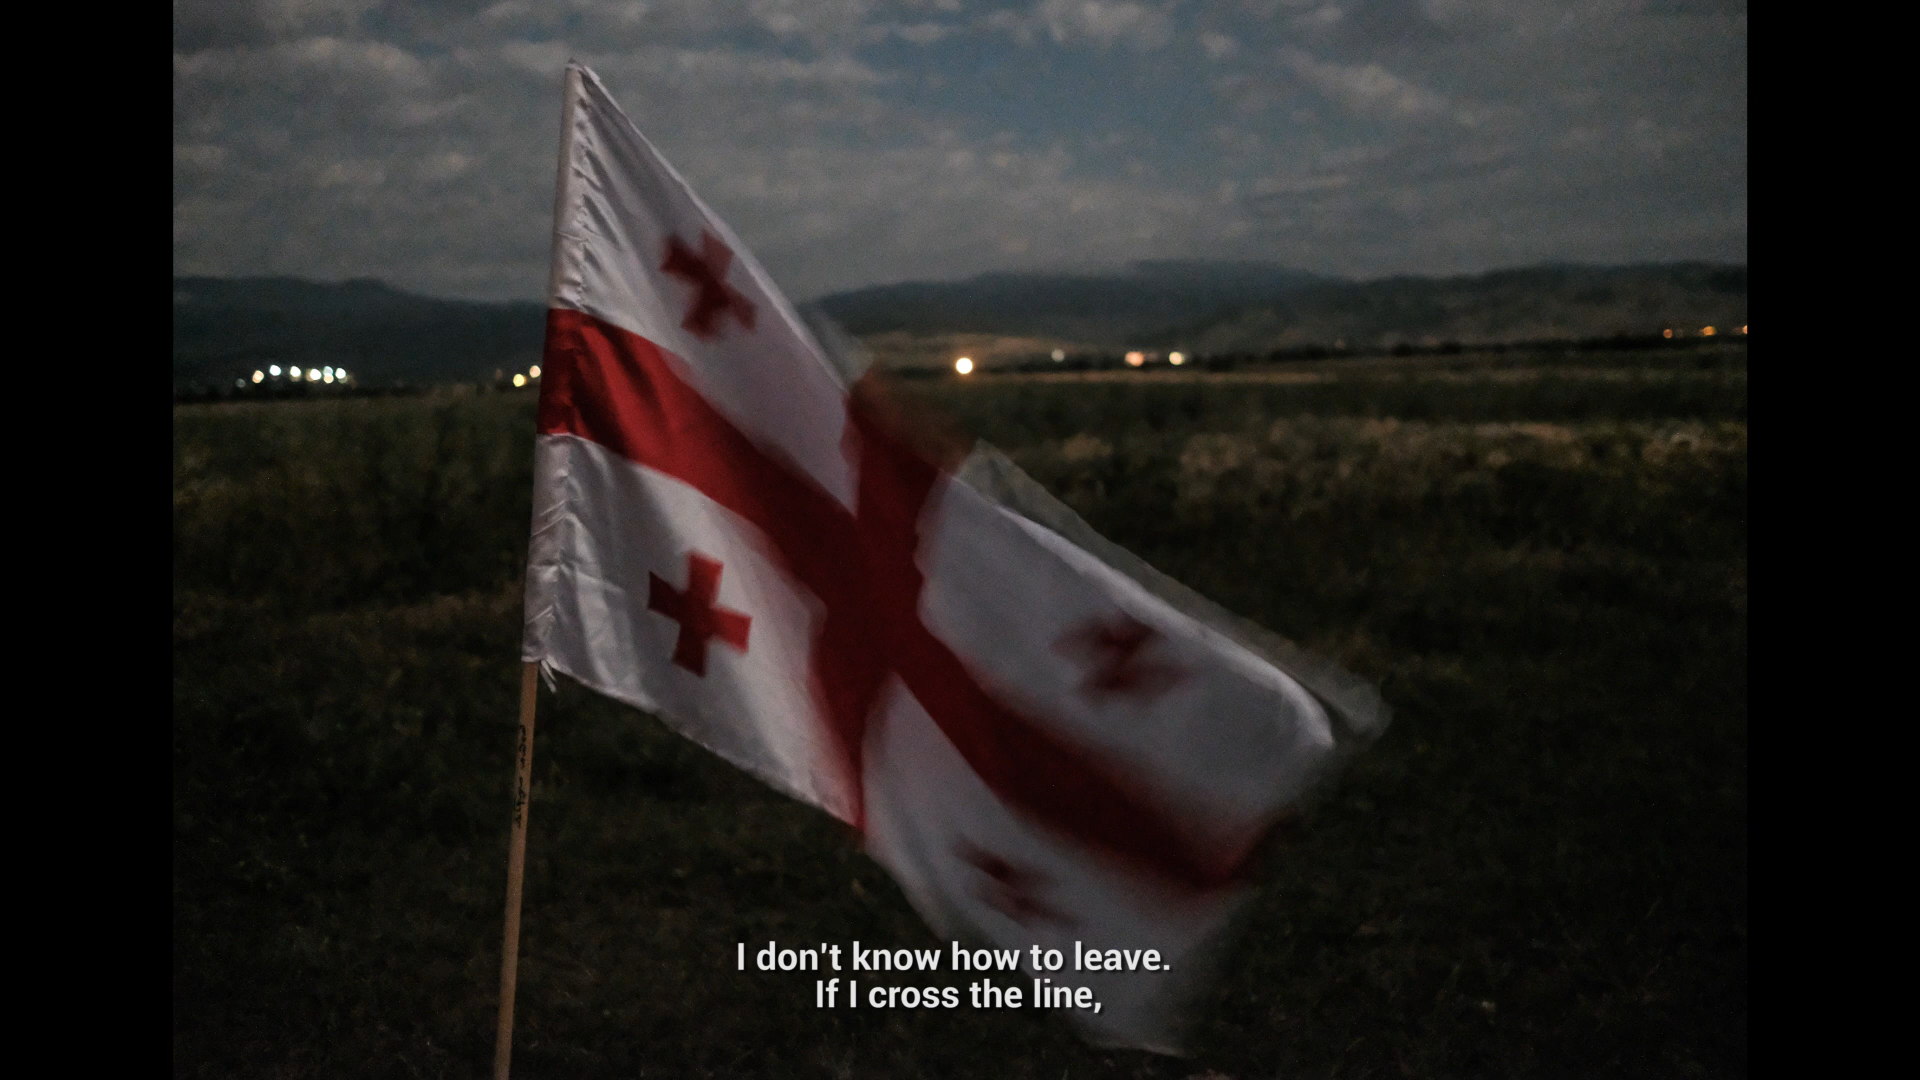 I don't know how to leave.
If I cross the line,